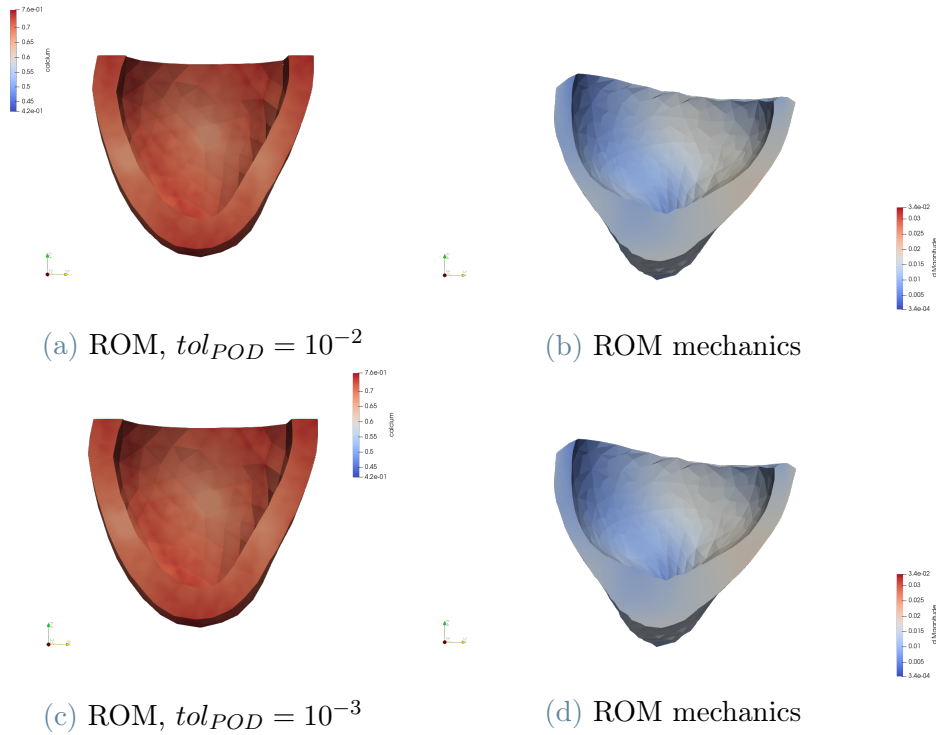 7.6e-01
0.7
0.65
0.6
0.55
0.5
0.45
4.2e-01
calcium
3.4e-02
0.03
0.025
0.02
0.015
0.01
0.005
3.4e-04
d Magnitude
(a) ROM, tol_{POD} = 10^{-2}
(b) ROM mechanics
7.6e-01
0.7
0.65
0.6
0.55
0.5
0.45
4.2e-01
calcium
3.4e-02
0.03
0.025
0.02
0.015
0.01
0.005
3.4e-04
d Magnitude
(c) ROM, tol_{POD} = 10^{-3}
(d) ROM mechanics